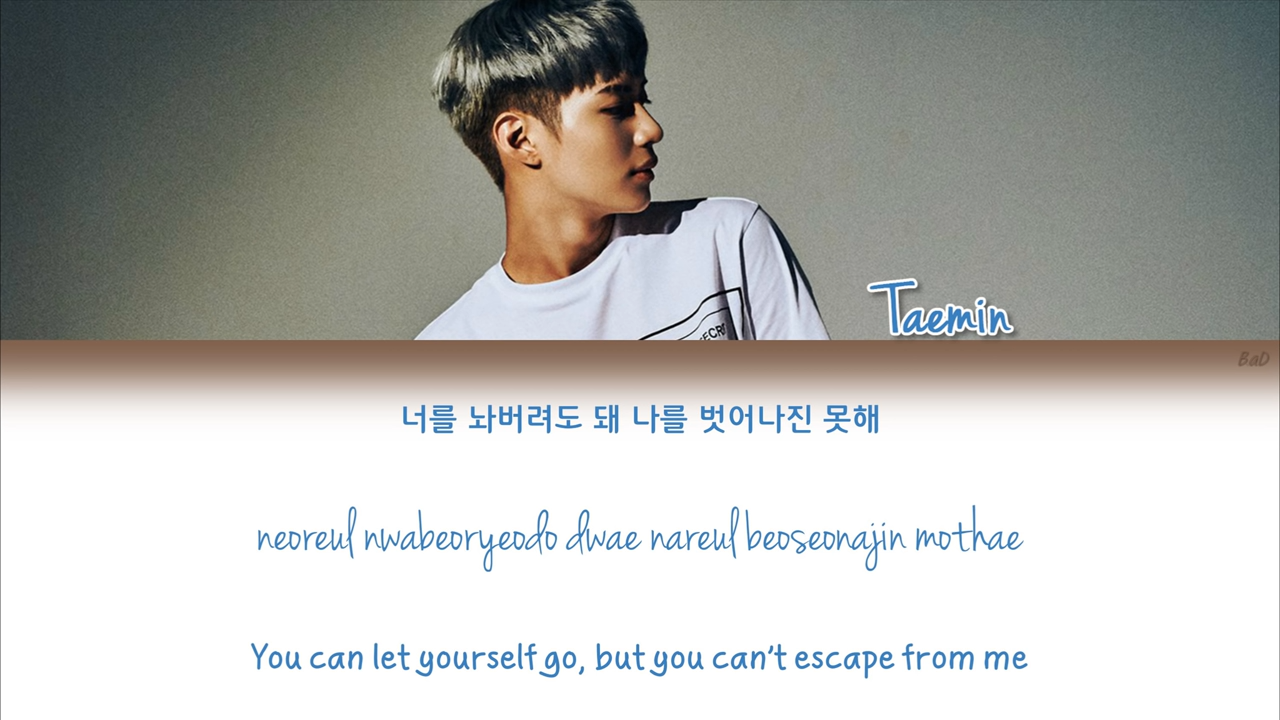 ECRE
Taemin
BaD
너를 놔버려도 돼 나를 벗어나진 못해
neoreul nwabeoryeodo dwae nareul beoseonajin mothae
You can let yourself go, but you can't escape from me